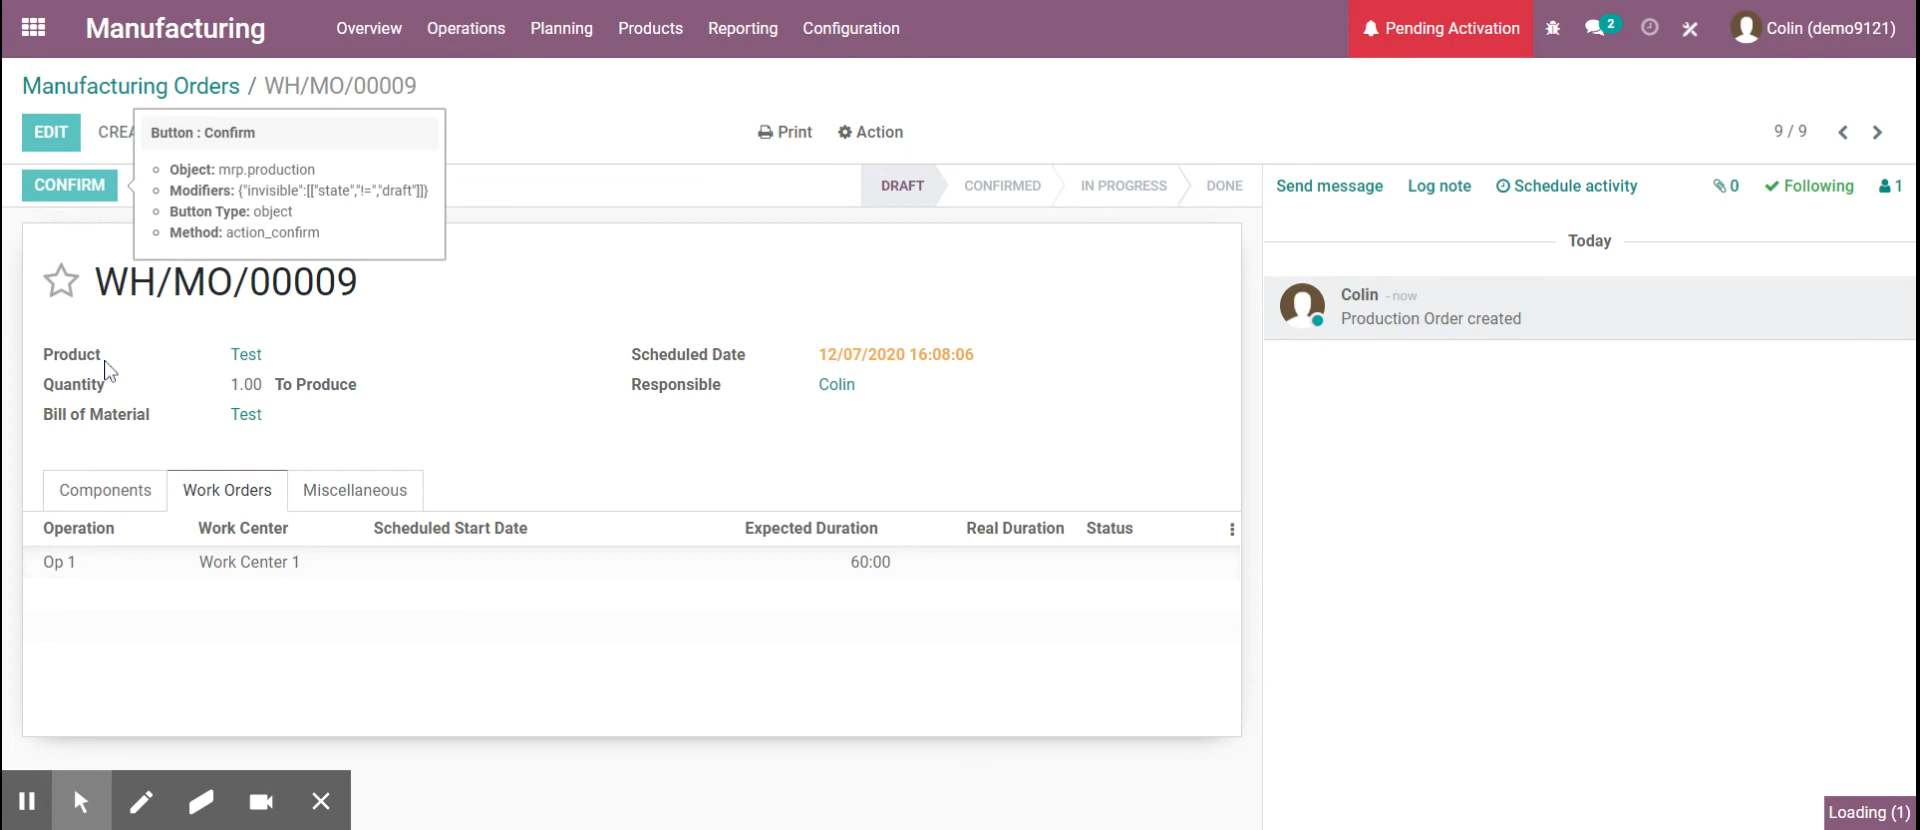 Manufacturing Overview Operations Planning Products Reporting Configuration Pending Activation 2 Colin (demo9121)
Manufacturing Orders / WH/MO/00009
EDIT CREA Print Action 9 / 9
Button : Confirm
Object: mrp.production
Modifiers: {"invisible":[["state","!=","draft"]]}
Button Type: object
Method: action_confirm
CONFIRM DRAFT CONFIRMED IN PROGRESS DONE Send message Log note Schedule activity 0 Following 1
Today
WH/MO/00009
Colin - now
Production Order created
Product Test Scheduled Date 12/07/2020 16:08:06
Quantity 1.00 To Produce Responsible Colin
Bill of Material Test
Components Work Orders Miscellaneous
Operation Work Center Scheduled Start Date Expected Duration Real Duration Status
Op 1 Work Center 1 60:00
Loading (1)